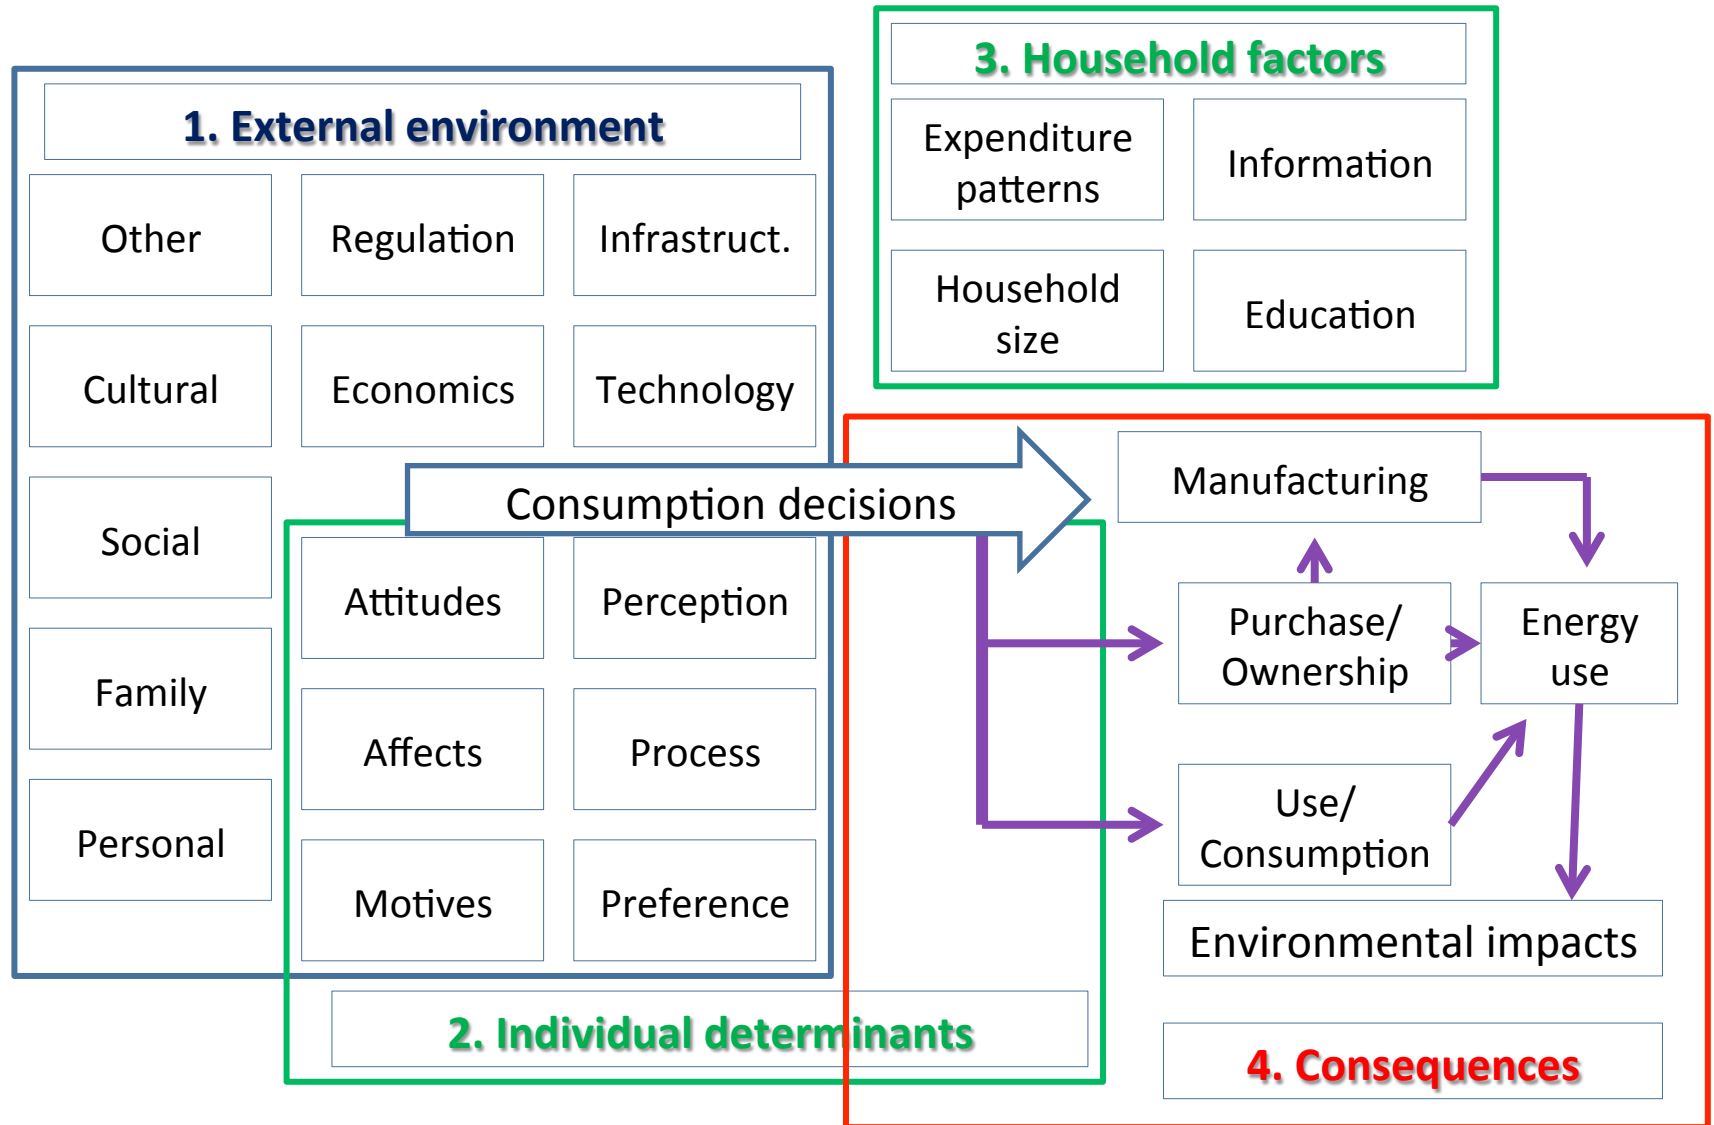 1. External environment
Other
Regulation
Infrastruct.
Cultural
Economics
Technology
Social
Family
Personal
Consumption decisions
Attitudes
Perception
Affects
Process
Motives
Preference
2. Individual determinants
3. Household factors
Expenditure
patterns
Information
Household
size
Education
Manufacturing
Purchase/
Ownership
Energy
use
Use/
Consumption
Environmental impacts
4. Consequences